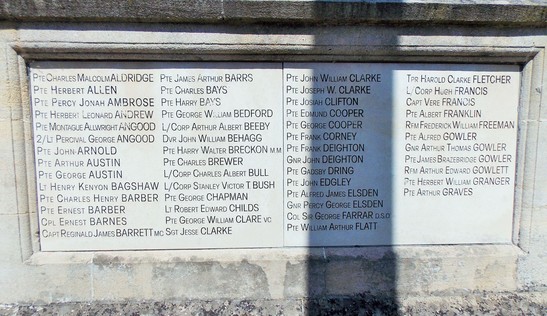 Pte Charles Malcolm ALDRIDGE
Pte Herbert ALLEN
Pte Percy Jonah AMBROSE
Pte Herbert Leonard ANDREW
Pte Montague Allwright ANGOOD
2/Lt Percival George ANGOOD
Pte John ARNOLD
Pte Arthur AUSTIN
Pte George AUSTIN
Lt Henry Kenyon BAGSHAW
Pte Charles Henry BARBER
Pte Ernest BARBER
Cpl Ernest BARNES
Capt Reginald James BARRETT MC
Pte James Arthur BARRS
Pte Charles BAYS
Pte Harry BAYS
Pte George William BEDFORD
L/Corp Arthur Albert BEEBY
Dvr John William BEHAGG
Pte Harry Walter BRECKON M.M
Pte Charles BREWER
L/Corp Charles Albert BULL
L/Corp Stanley Victor T BUSH
Pte George CHAPMAN
Lt Robert Edward CHILDS
Pte George William CLARE VC
Sgt Jesse CLARKE
Pte John William CLARKE
Pte Joseph W. CLARKE
Pte Josiah CLIFTON
Pte Edmund COOPER
Pte George COOPER
Pte Frank CORNEY
Pte Frank DEIGHTON
Gnr John DEIGHTON
Pte Gadsby DRING
Pte John EDGLEY
Pte Alfred James ELSDEN
Gnr Percy George ELSDEN
Col Sir George FARRAR D.S.O
Pte William Arthur FLATT
Tpr Harold Clarke FLETCHER
L/Corp Hugh FRANCIS
Capt Vere FRANCIS
Pte Albert FRANKLIN
Rfm Frederick William FREEMAN
Pte Alfred GOWLER
Gnr Arthur Thomas GOWLER
Pte James Brazebridge GOWLER
Rfm Arthur Edward GOWLETT
Pte Herbert William GRANGER
Pte Arthur GRAVES